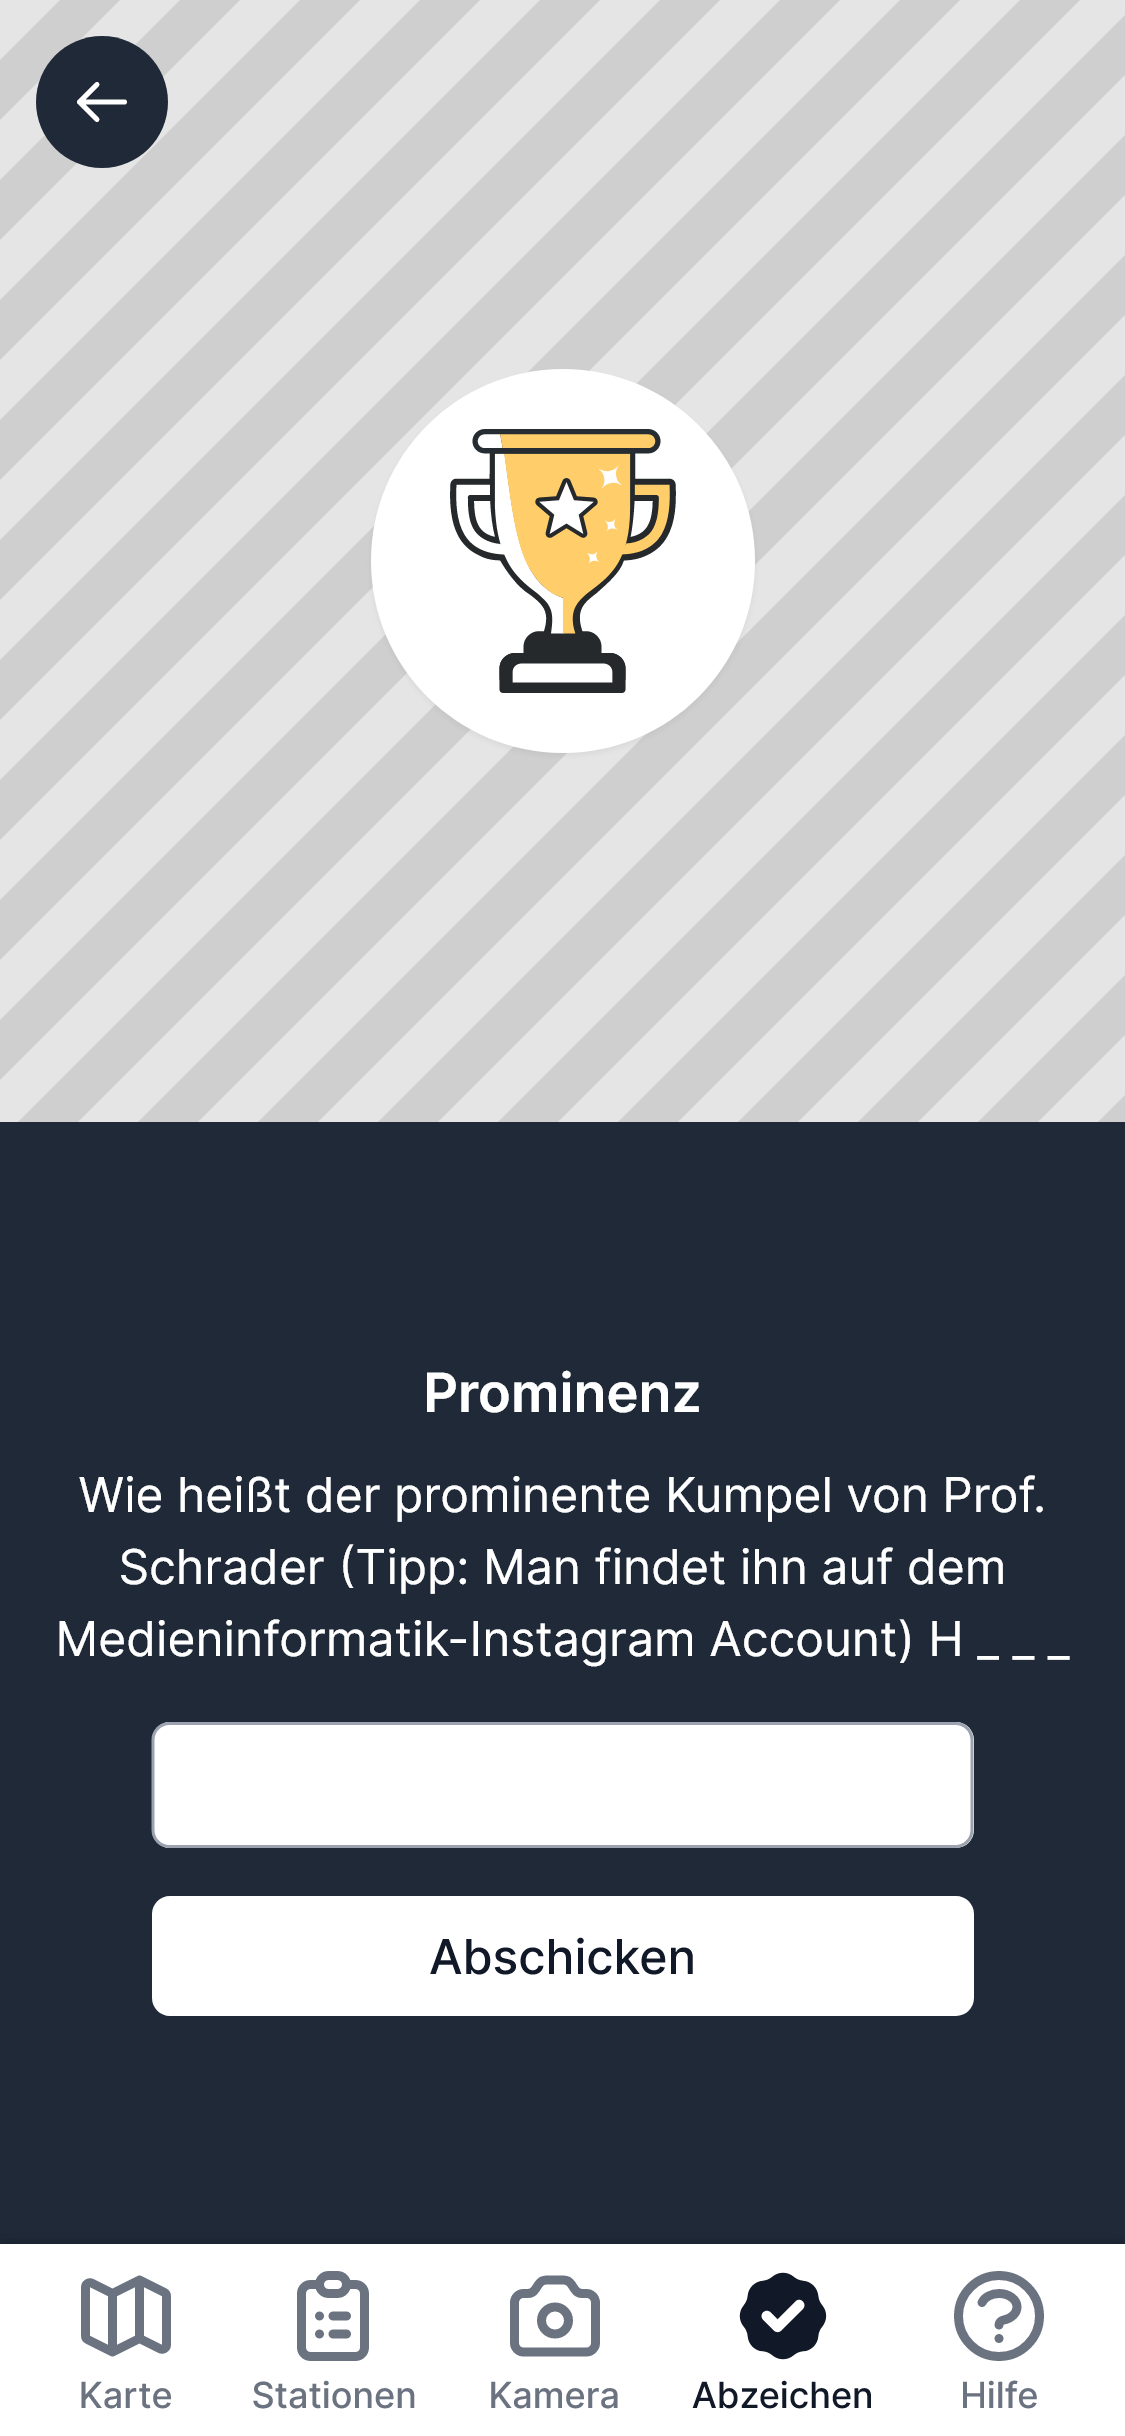 Prominenz
Wie heißt der prominente Kumpel von Prof.
Schrader (Tipp: Man findet ihn auf dem
Medieninformatik-Instagram Account) H _ _ _
Abschicken
Karte Stationen Kamera Abzeichen Hilfe